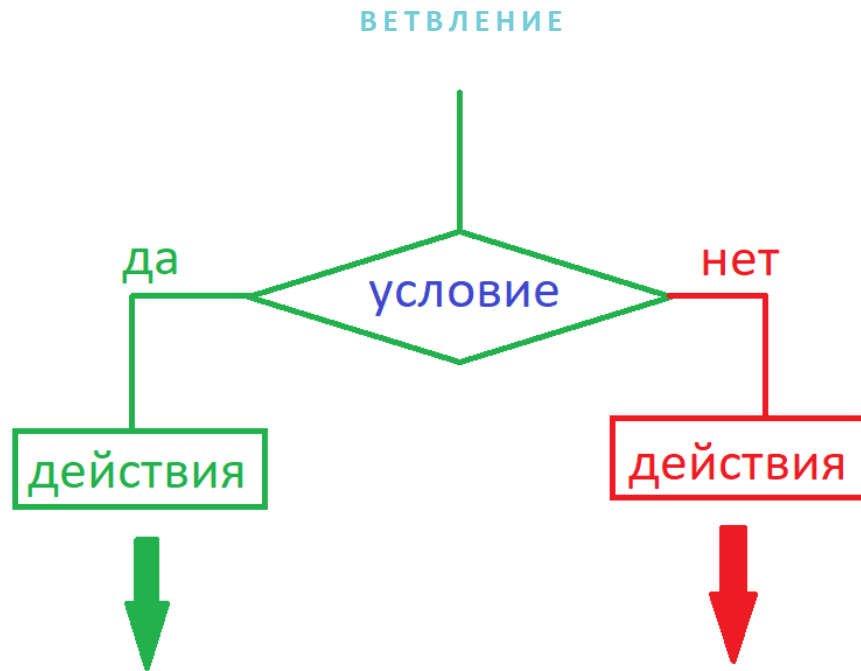 ВЕТВЛЕНИЕ
да
нет
условие
действия
действия